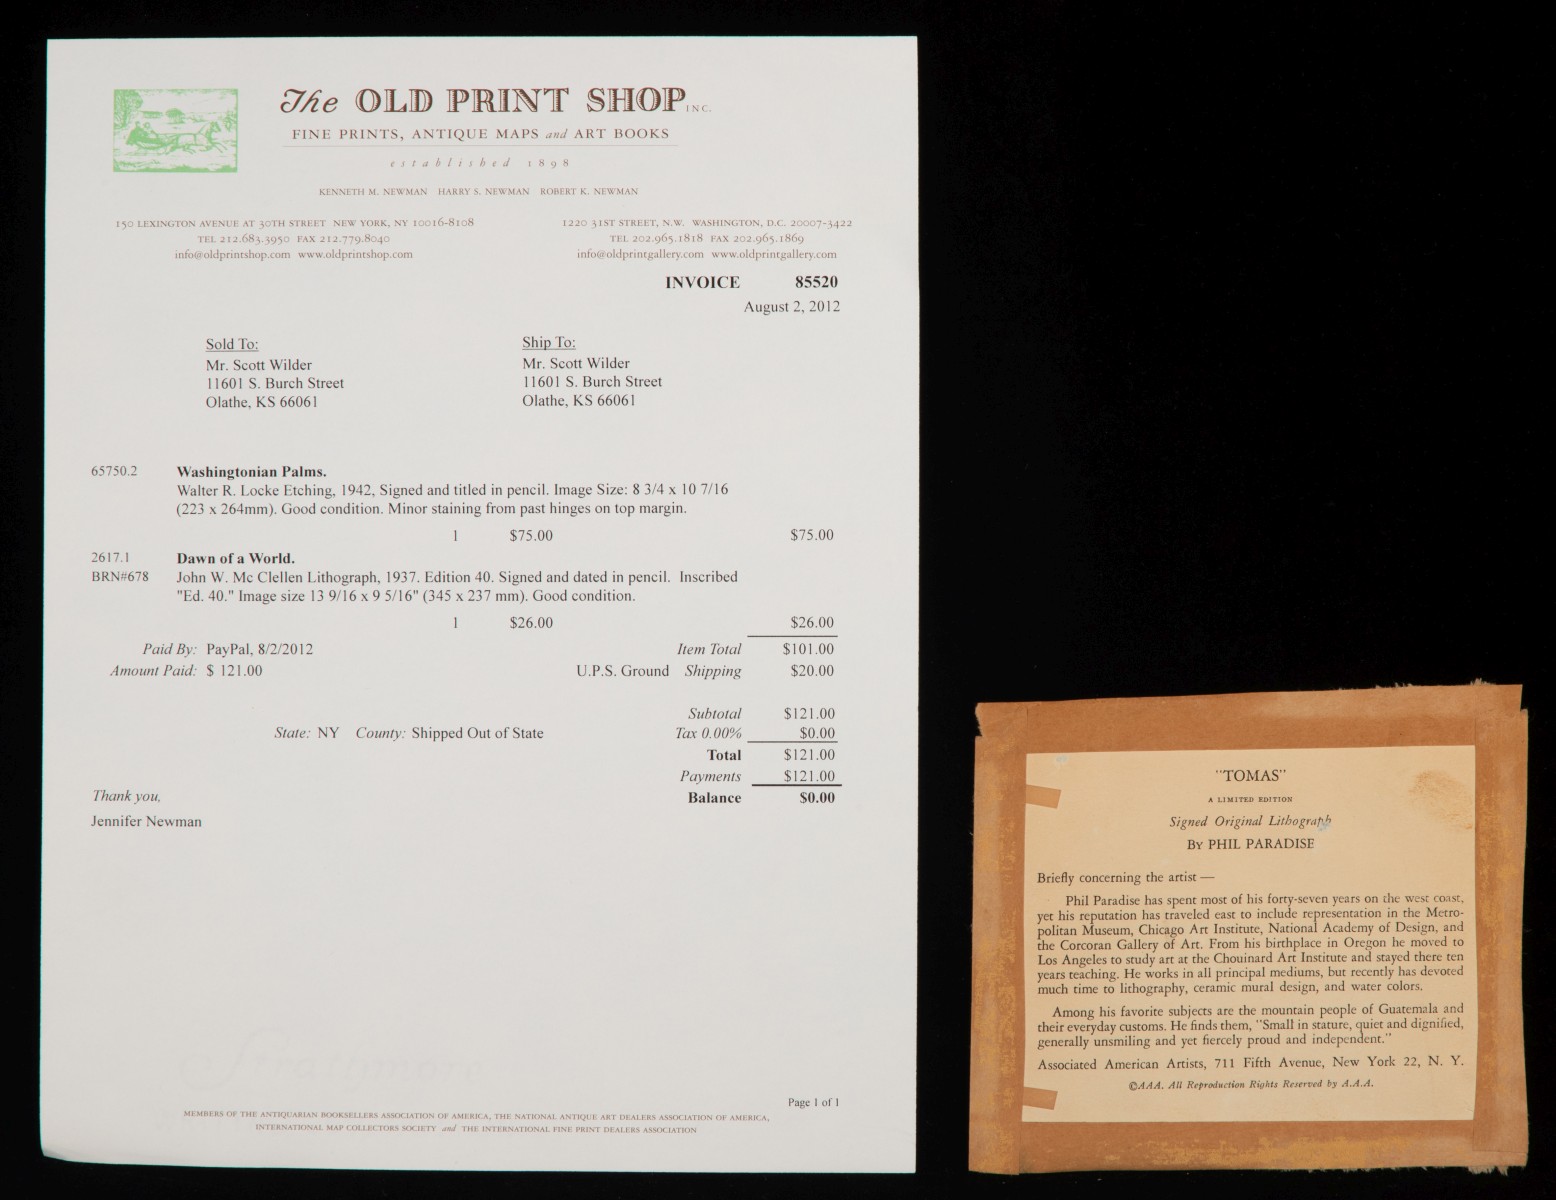 The OLD PRINT SHOP INC.
FINE PRINTS, ANTIQUE MAPS and ART BOOKS
established 1898
KENNETH M. NEWMAN HARRY S. NEWMAN ROBERT K. NEWMAN
150 LEXINGTON AVENUE AT 30TH STREET NEW YORK, NY 10016-8108
TEL 212.683.3950 FAX 212.779.8040
info@oldprintshop.com www.oldprintshop.com
1220 31ST STREET, N.W. WASHINGTON, D.C. 20007-3422
TEL 202.965.1818 FAX 202.965.1869
info@oldprintgallery.com www.oldprintgallery.com
INVOICE 85520
August 2, 2012
Sold To:
Mr. Scott Wilder
11601 S. Burch Street
Olathe, KS 66061
Ship To:
Mr. Scott Wilder
11601 S. Burch Street
Olathe, KS 66061
65750.2 Washingtonian Palms.
Walter R. Locke Etching, 1942, Signed and titled in pencil. Image Size: 8 3/4 x 10 7/16
(223 x 264mm). Good condition. Minor staining from past hinges on top margin.
1 $75.00 $75.00
2617.1 Dawn of a World.
BRN#678 John W. Mc Clellen Lithograph, 1937. Edition 40. Signed and dated in pencil. Inscribed
"Ed. 40." Image size 13 9/16 x 9 5/16" (345 x 237 mm). Good condition.
1 $26.00 $26.00
Paid By: PayPal, 8/2/2012 Item Total $101.00
Amount Paid: $ 121.00 U.P.S. Ground Shipping $20.00
Subtotal $121.00
State: NY County: Shipped Out of State Tax 0.00% $0.00
Total $121.00
Payments $121.00
Thank you, Balance $0.00
Jennifer Newman
Strathmore
Page 1 of 1
MEMBERS OF THE ANTIQUARIAN BOOKSELLERS ASSOCIATION OF AMERICA, THE NATIONAL ANTIQUE ART DEALERS ASSOCIATION OF AMERICA,
INTERNATIONAL MAP COLLECTORS SOCIETY and THE INTERNATIONAL FINE PRINT DEALERS ASSOCIATION
"TOMAS"
A LIMITED EDITION
Signed Original Lithograph
By PHIL PARADISE
Briefly concerning the artist —
Phil Paradise has spent most of his forty-seven years on the west coast,
yet his reputation has traveled east to include representation in the Metro-
politan Museum, Chicago Art Institute, National Academy of Design, and
the Corcoran Gallery of Art. From his birthplace in Oregon he moved to
Los Angeles to study art at the Chouinard Art Institute and stayed there ten
years teaching. He works in all principal mediums, but recently has devoted
much time to lithography, ceramic mural design, and water colors.
Among his favorite subjects are the mountain people of Guatemala and
their everyday customs. He finds them, "Small in stature, quiet and dignified,
generally unsmiling and yet fiercely proud and independent."
Associated American Artists, 711 Fifth Avenue, New York 22, N. Y.
©AAA. All Reproduction Rights Reserved by A.A.A.